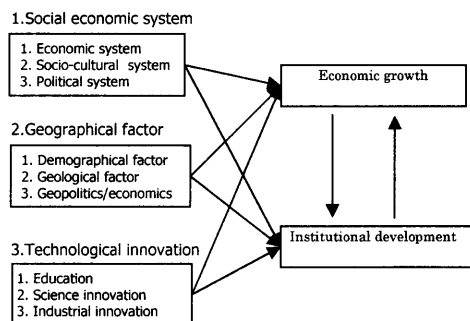 1.Social economic system
1. Economic system
2. Socio-cultural system
3. Political system
Economic growth
2.Geographical factor
1. Demographical factor
2. Geological factor
3. Geopolitics/economics
Institutional development
3.Technological innovation
1. Education
2. Science innovation
3. Industrial innovation